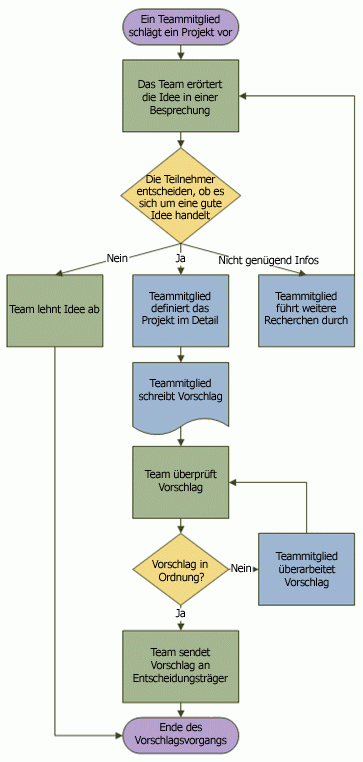 Ein Teammitglied
schlägt ein Projekt vor
Das Team erörtert
die Idee in einer
Besprechung
Die Teilnehmer
entscheiden, ob es
sich um eine gute
Idee handelt
Nein
Ja
Nicht genügend Infos
Team lehnt Idee ab
Teammitglied
definiert das
Projekt im Detail
Teammitglied
führt weitere
Recherchen durch
Teammitglied
schreibt Vorschlag
Team überprüft
Vorschlag
Vorschlag in
Ordnung?
Nein
Teammitglied
überarbeitet
Vorschlag
Ja
Team sendet
Vorschlag an
Entscheidungsträger
Ende des
Vorschlagsvorgangs